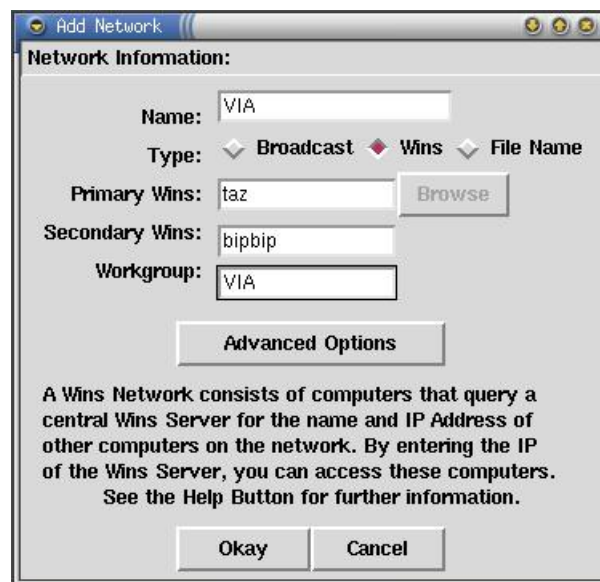 Add Network
Network Information:
Name: VIA
Type: Broadcast Wins File Name
Primary Wins: taz Browse
Secondary Wins: bipbip
Workgroup: VIA
Advanced Options
A Wins Network consists of computers that query a
central Wins Server for the name and IP Address of
other computers on the network. By entering the IP
of the Wins Server, you can access these computers.
See the Help Button for further information.
Okay Cancel